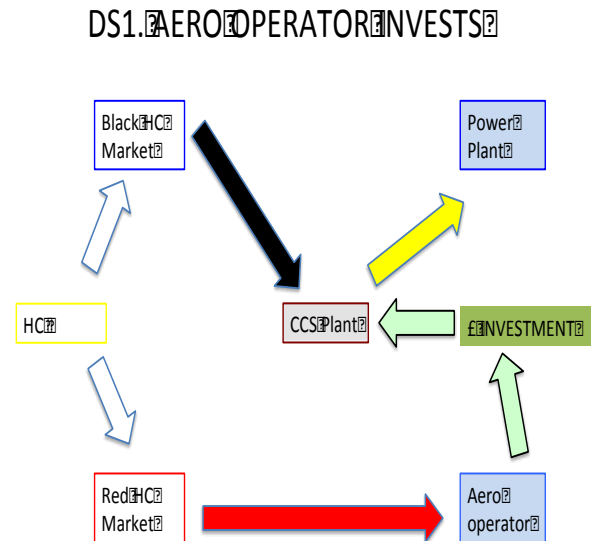 DS1. AERO OPERATOR INVESTS
Black HC
Market
Power
Plant
HC
CCS Plant
£ INVESTMENT
Red HC
Market
Aero
operator